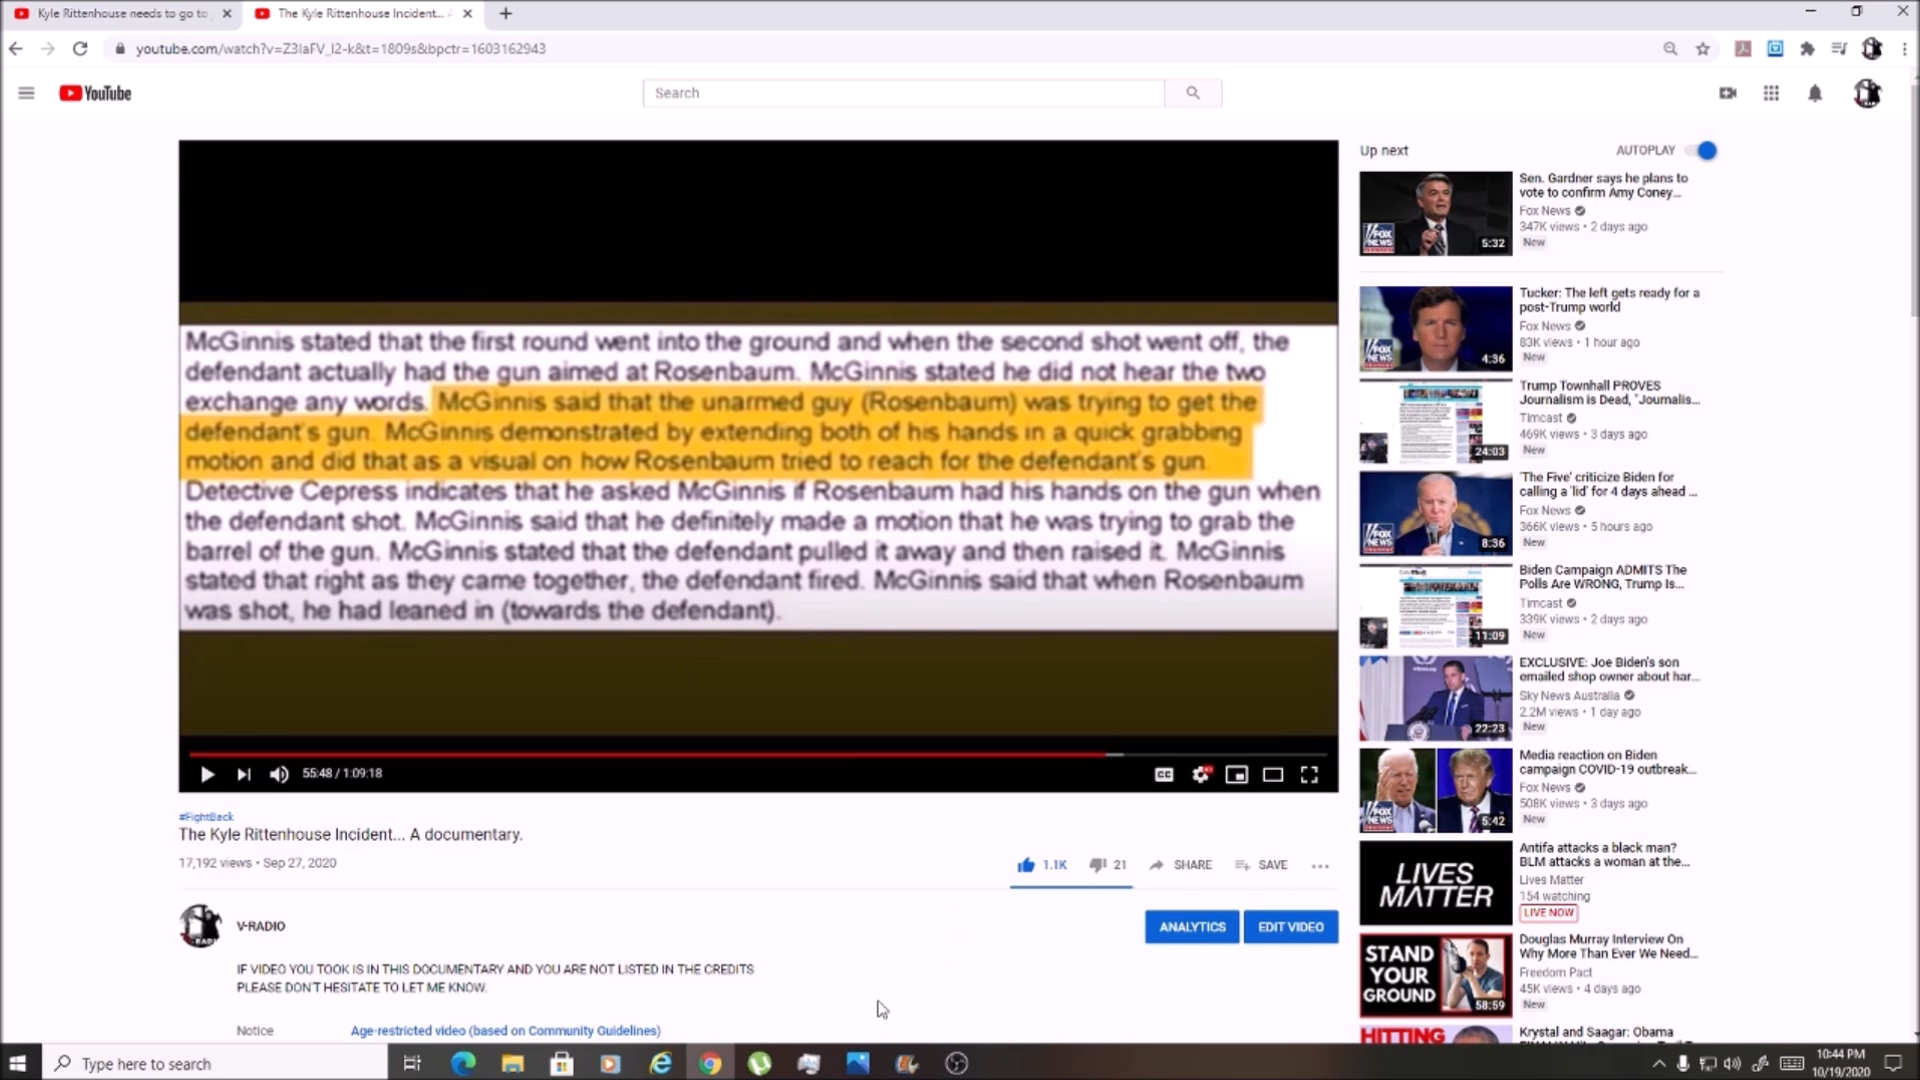 Kyle Rittenhouse needs to go to
The Kyle Rittenhouse Incident...
youtube.com/watch?v=Z3IaFV_I2-k&t=1809s&bpctr=1603162943
YouTube
Search
McGinnis stated that the first round went into the ground and when the second shot went off, the
defendant actually had the gun aimed at Rosenbaum. McGinnis stated he did not hear the two
exchange any words. McGinnis said that the unarmed guy (Rosenbaum) was trying to get the
defendant's gun. McGinnis demonstrated by extending both of his hands in a quick grabbing
motion and did that as a visual on how Rosenbaum tried to reach for the defendant's gun.
Detective Cepress indicates that he asked McGinnis if Rosenbaum had his hands on the gun when
the defendant shot. McGinnis said that he definitely made a motion that he was trying to grab the
barrel of the gun. McGinnis stated that the defendant pulled it away and then raised it. McGinnis
stated that right as they came together, the defendant fired. McGinnis said that when Rosenbaum
was shot, he had leaned in (towards the defendant).
55:48 / 1:09:18
CC
#FightBack
The Kyle Rittenhouse Incident... A documentary.
17,192 views • Sep 27, 2020
1.1K
21
SHARE
SAVE
V-RADIO
ANALYTICS
EDIT VIDEO
IF VIDEO YOU TOOK IS IN THIS DOCUMENTARY AND YOU ARE NOT LISTED IN THE CREDITS
PLEASE DON'T HESITATE TO LET ME KNOW.
Notice
Age-restricted video (based on Community Guidelines)
Up next
AUTOPLAY
FOX NEWS
5:32
Sen. Gardner says he plans to
vote to confirm Amy Coney...
Fox News
347K views • 2 days ago
New
FOX NEWS
4:36
Tucker: The left gets ready for a
post-Trump world
Fox News
83K views • 1 hour ago
New
24:03
Trump Townhall PROVES
Journalism is Dead, "Journalis...
Timcast
469K views • 3 days ago
New
FOX NEWS
8:36
'The Five' criticize Biden for
calling a 'lid' for 4 days ahead ...
Fox News
366K views • 5 hours ago
New
11:09
Biden Campaign ADMITS The
Polls Are WRONG, Trump Is...
Timcast
339K views • 2 days ago
New
22:23
EXCLUSIVE: Joe Biden's son
emailed shop owner about har...
Sky News Australia
2.2M views • 1 day ago
New
FOX NEWS
5:42
Media reaction on Biden
campaign COVID-19 outbreak...
Fox News
508K views • 3 days ago
New
LIVES
MATTER
Antifa attacks a black man?
BLM attacks a woman at the...
Lives Matter
154 watching
LIVE NOW
STAND
YOUR
GROUND
58:59
Douglas Murray Interview On
Why More Than Ever We Need...
Freedom Pact
45K views • 4 days ago
New
HITTING
Krystal and Saagar: Obama
Type here to search
10:44 PM
10/19/2020